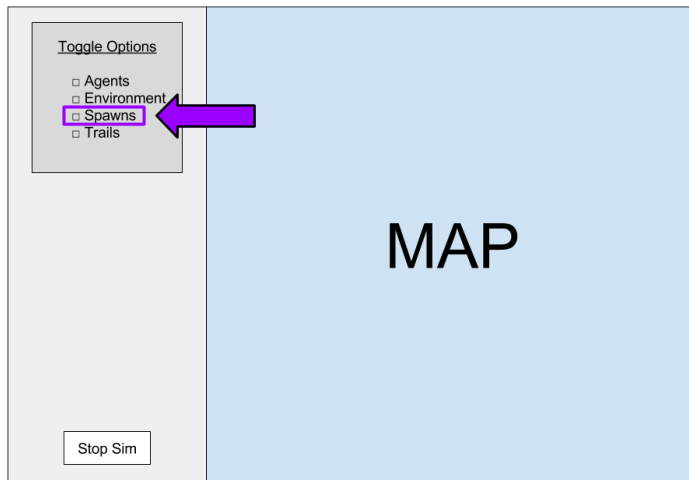 Toggle Options
□ Agents
□ Environment
□ Spawns
□ Trails
MAP
Stop Sim